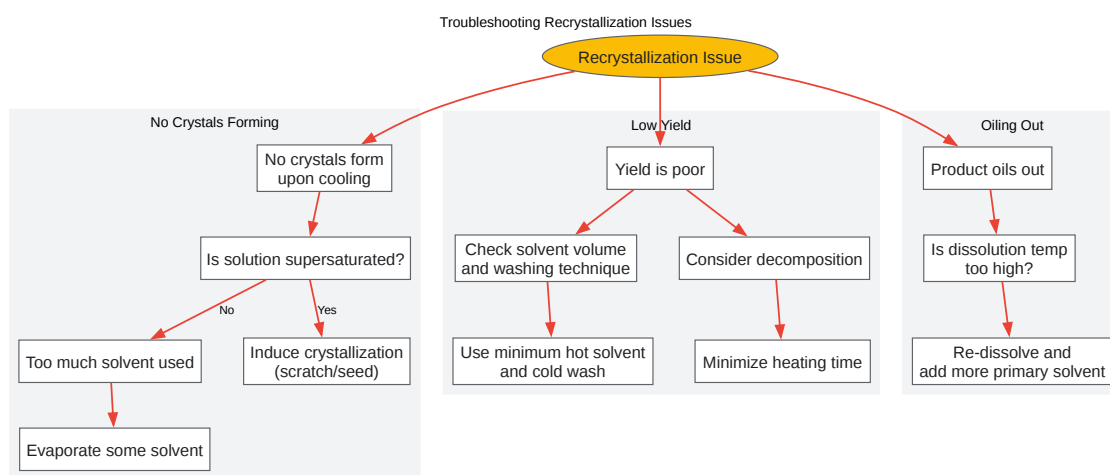 Troubleshooting Recrystallization Issues
Recrystallization Issue
No Crystals Forming
No crystals form
upon cooling
Is solution supersaturated?
No
Yes
Too much solvent used
Induce crystallization
(scratch/seed)
Evaporate some solvent
Low Yield
Yield is poor
Check solvent volume
and washing technique
Consider decomposition
Use minimum hot solvent
and cold wash
Minimize heating time
Oiling Out
Product oils out
Is dissolution temp
too high?
Re-dissolve and
add more primary solvent